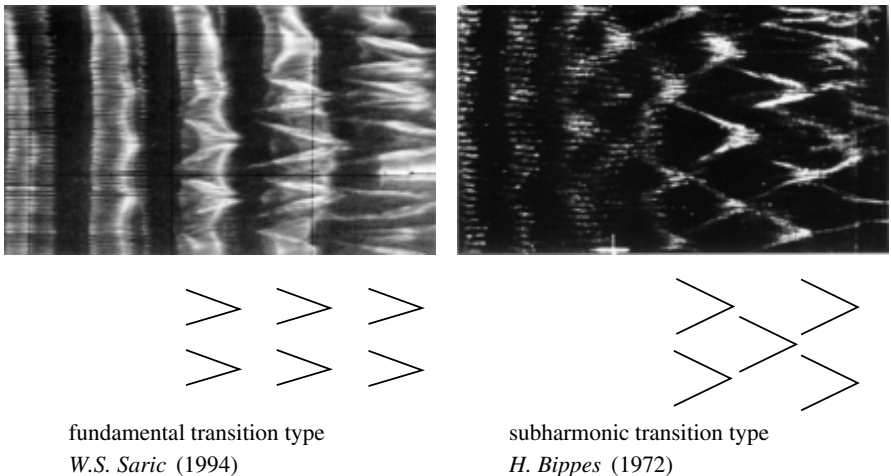 fundamental transition type
W.S. Saric (1994)
subharmonic transition type
H. Bippes (1972)